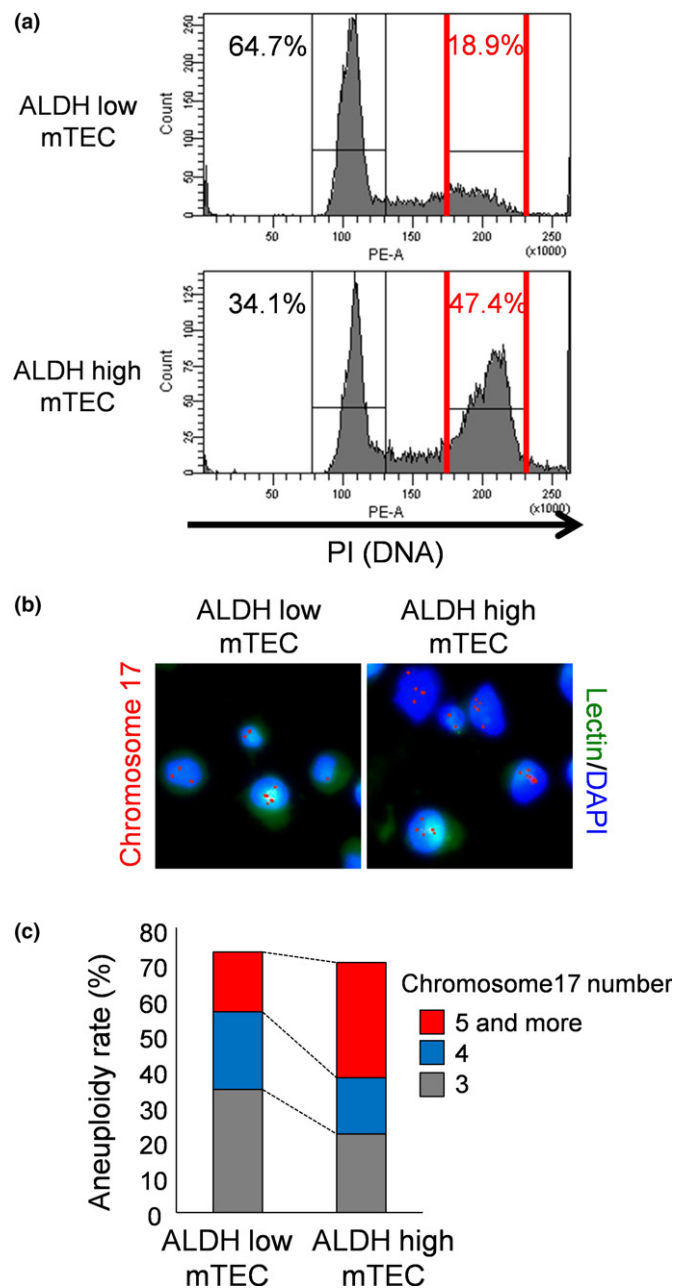 (a)
ALDH low
mTEC
64.7%
18.9%
Count
0 50 100 150 200 250
50 100 150 200 250
(x1000)
PE-A
ALDH high
mTEC
34.1%
47.4%
Count
0 25 50 75 100 125
50 100 150 200 250
(x1000)
PE-A
PI (DNA)
(b)
ALDH low
mTEC
ALDH high
mTEC
Chromosome 17
Lectin/DAPI
(c)
Aneuploidy rate (%)
80
70
60
50
40
30
20
10
0
Chromosome17 number
5 and more
4
3
ALDH low
mTEC
ALDH high
mTEC